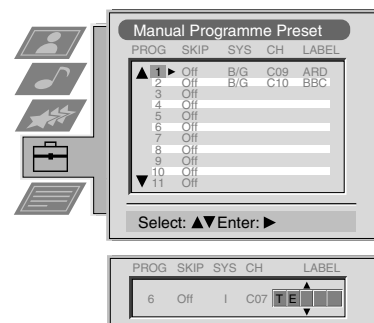 Manual Programme Preset
PROG SKIP SYS CH LABEL
1 Off B/G C09 ARD
2 Off B/G C10 BBC
3 Off
4 Off
5 Off
6 Off
7 Off
8 Off
9 Off
10 Off
11 Off
Select: ▲▼ Enter: ►
PROG SKIP SYS CH LABEL
6 Off I C07 T E